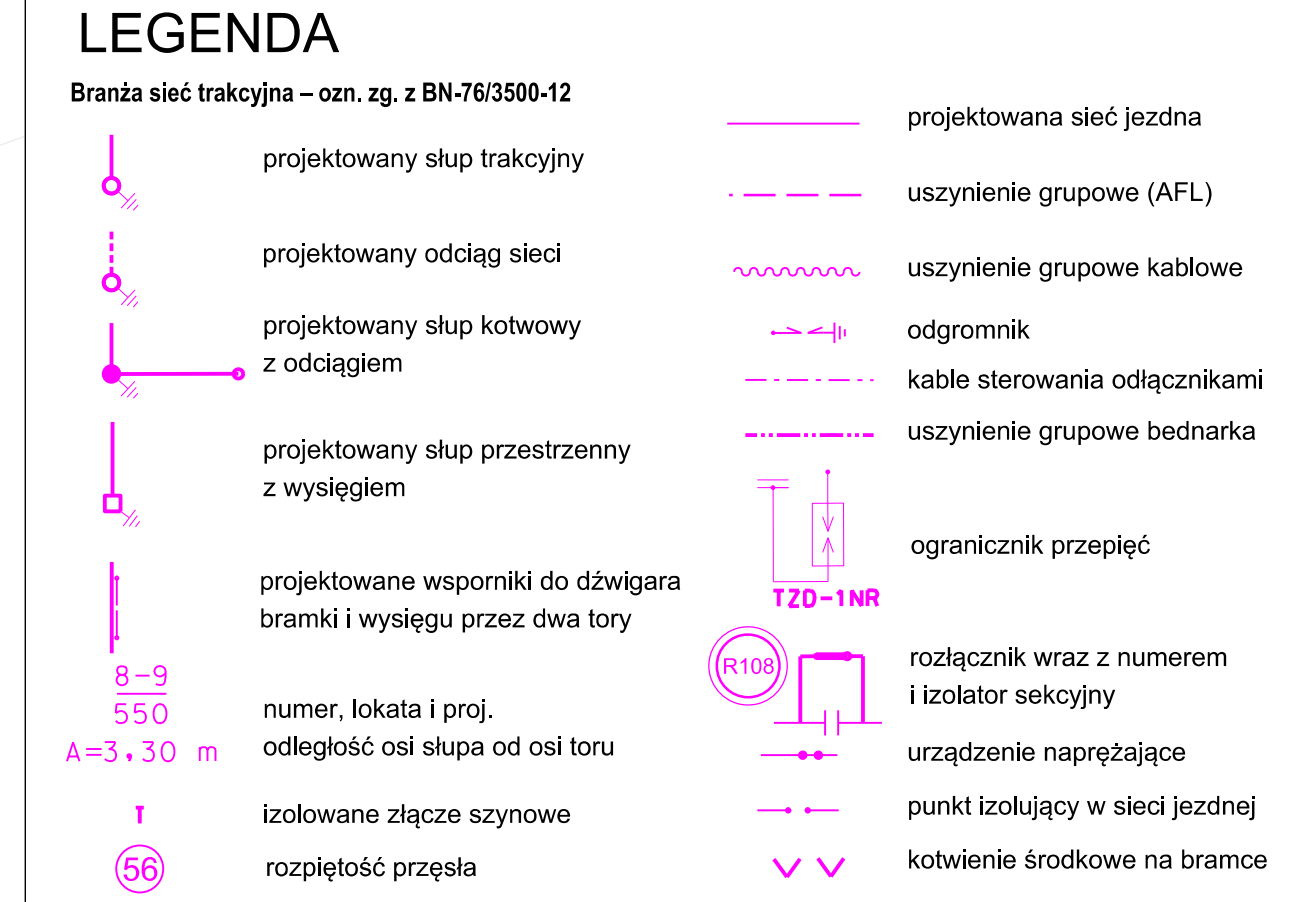 LEGENDA
Branża sieć trakcyjna – ozn. zg. z BN-76/3500-12
projektowany słup trakcyjny
projektowany odciąg sieci
projektowany słup kotwowy
z odciągiem
projektowany słup przestrzenny
z wysięgiem
projektowane wsporniki do dźwigara
bramki i wysięgu przez dwa tory
8-9
550
A=3,30 m
numer, lokata i proj.
odległość osi słupa od osi toru
T
izolowane złącze szynowe
56
rozpiętość przęsła
projektowana sieć jezdna
uszynienie grupowe (AFL)
uszynienie grupowe kablowe
odgromnik
kable sterowania odłącznikami
uszynienie grupowe bednarka
TZD-1NR
ogranicznik przepięć
R108
rozłącznik wraz z numerem
i izolator sekcyjny
urządzenie naprężające
punkt izolujący w sieci jezdnej
kotwienie środkowe na bramce